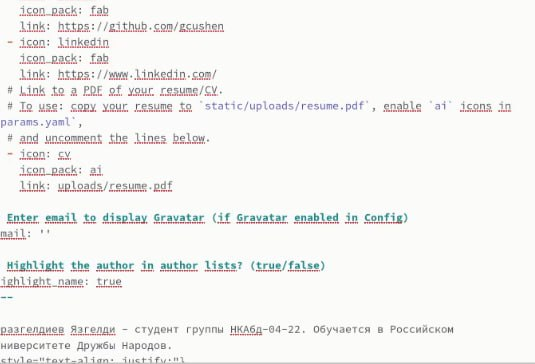 icon_pack: fab
link: https://github.com/gcushen
- icon: linkedin
icon_pack: fab
link: https://www.linkedin.com/
# Link to a PDF of your resume/CV.
# To use: copy your resume to `static/uploads/resume.pdf`, enable `ai` icons in
params.yaml`,
# and uncomment the lines below.
- icon: cv
icon_pack: ai
link: uploads/resume.pdf
Enter email to display Gravatar (if Gravatar enabled in Config)
mail: ''
Highlight the author in author lists? (true/false)
ighlight_name: true
--
разгелдиев Язгелди - студент группы НКАбд-04-22. Обучается в Российском
ниверситете Дружбы Народов.
style="text-align: justify;"}